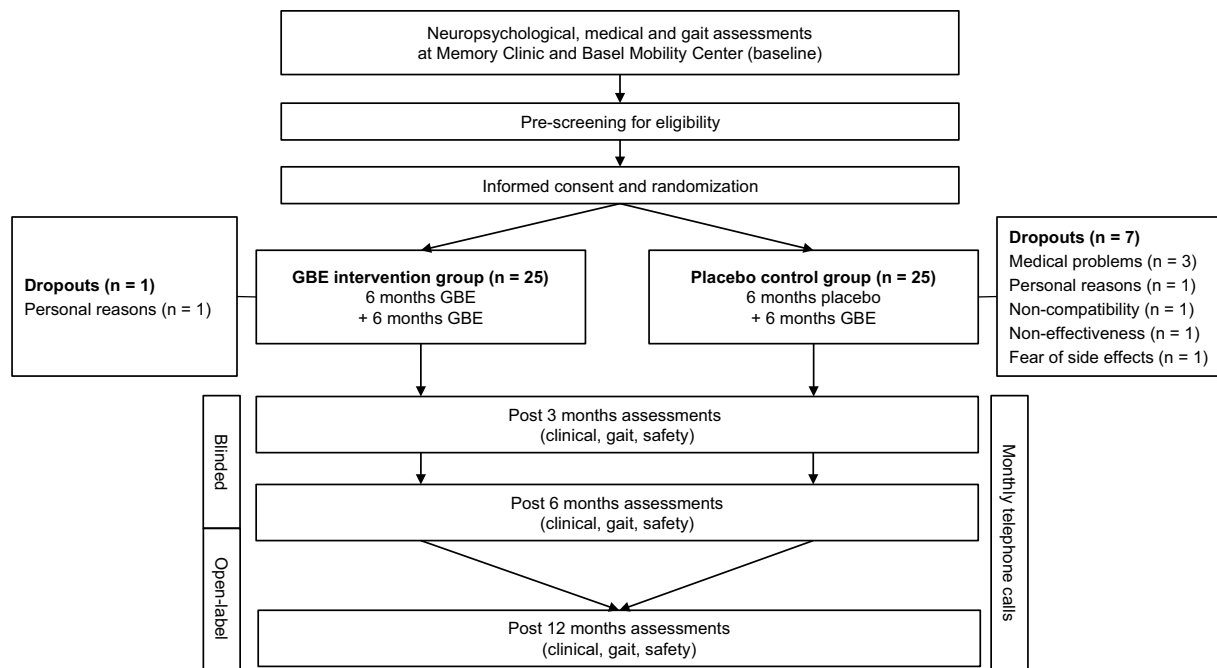 Neuropsychological, medical and gait assessments
at Memory Clinic and Basel Mobility Center (baseline)
Pre-screening for eligibility
Informed consent and randomization
Dropouts (n = 1)
Personal reasons (n = 1)
GBE intervention group (n = 25)
6 months GBE
+ 6 months GBE
Placebo control group (n = 25)
6 months placebo
+ 6 months GBE
Dropouts (n = 7)
Medical problems (n = 3)
Personal reasons (n = 1)
Non-compatibility (n = 1)
Non-effectiveness (n = 1)
Fear of side effects (n = 1)
Blinded
Post 3 months assessments
(clinical, gait, safety)
Post 6 months assessments
(clinical, gait, safety)
Open-label
Post 12 months assessments
(clinical, gait, safety)
Monthly telephone calls